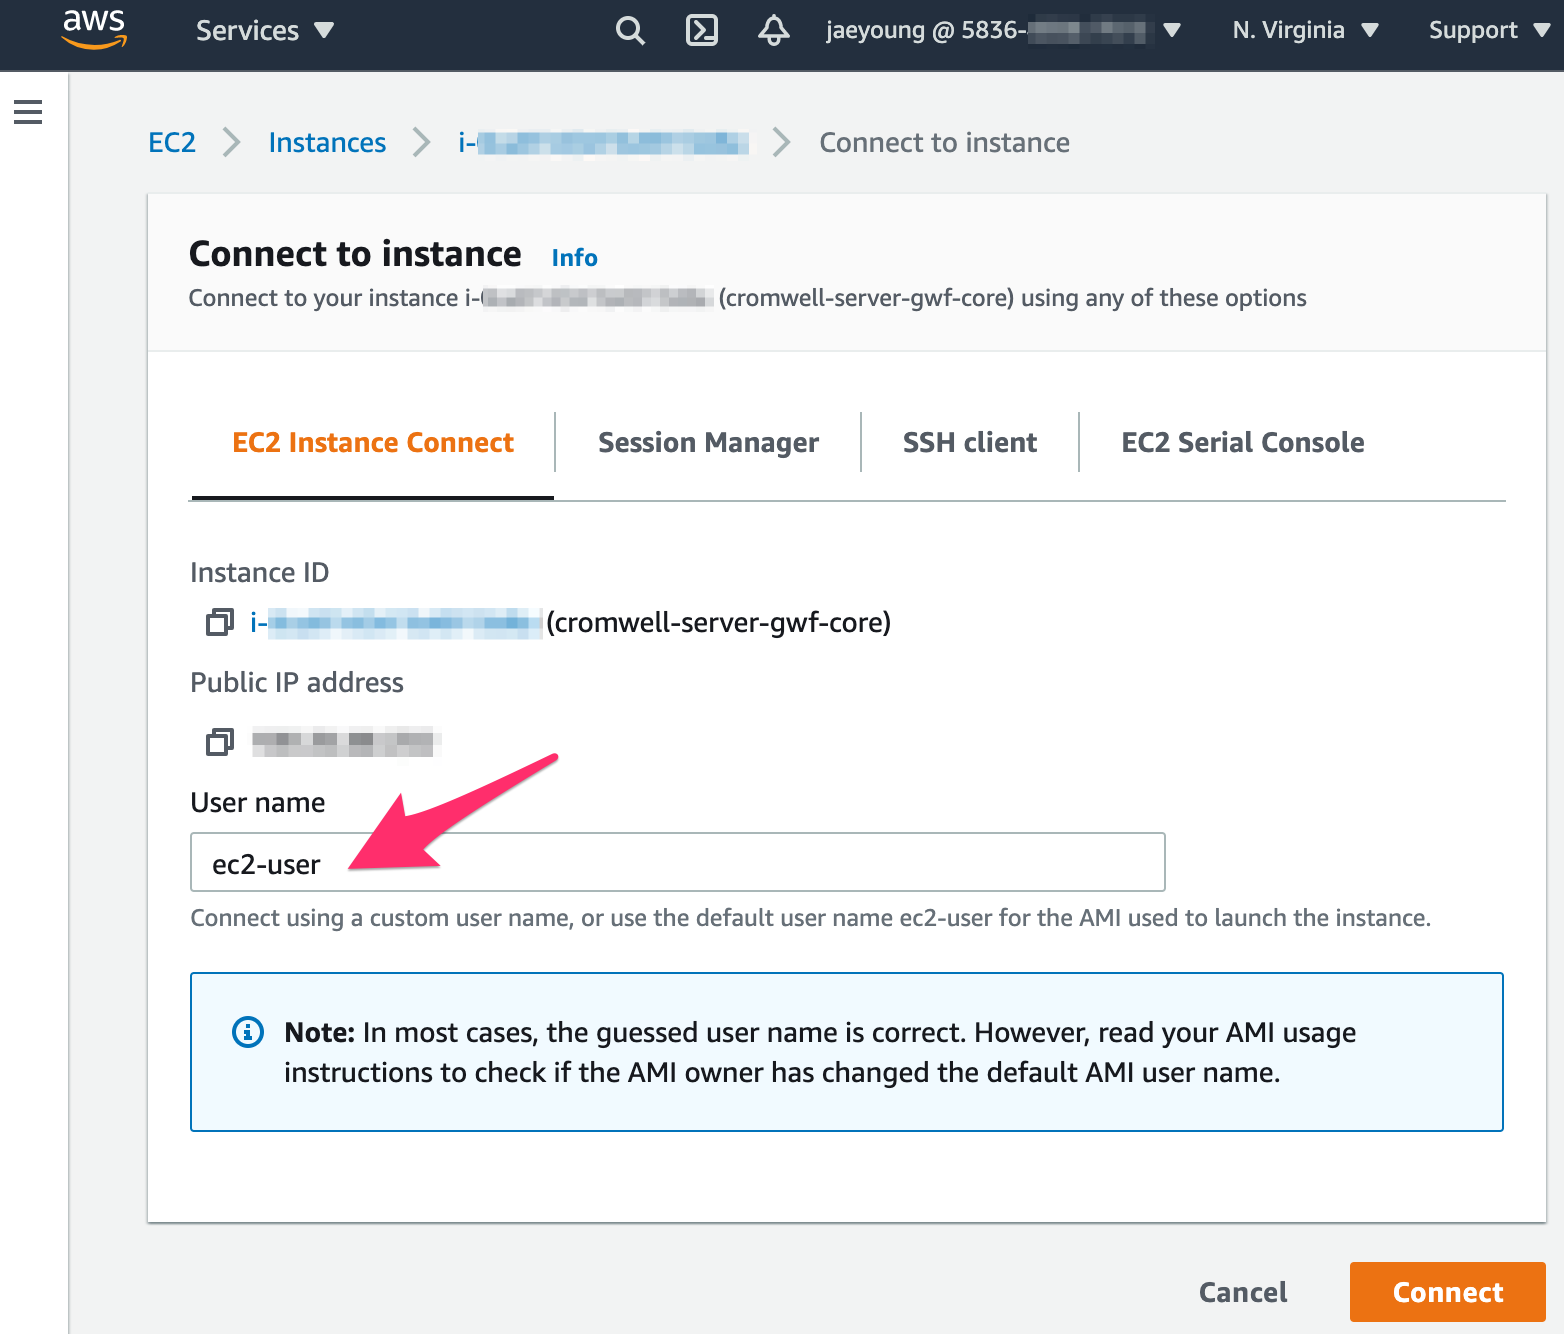 aws Services jaeyoung @ 5836- N. Virginia Support
EC2 Instances i- Connect to instance
Connect to instance Info
Connect to your instance i- (cromwell-server-gwf-core) using any of these options
EC2 Instance Connect Session Manager SSH client EC2 Serial Console
Instance ID
i- (cromwell-server-gwf-core)
Public IP address
User name
ec2-user
Connect using a custom user name, or use the default user name ec2-user for the AMI used to launch the instance.
Note: In most cases, the guessed user name is correct. However, read your AMI usage
instructions to check if the AMI owner has changed the default AMI user name.
Cancel Connect